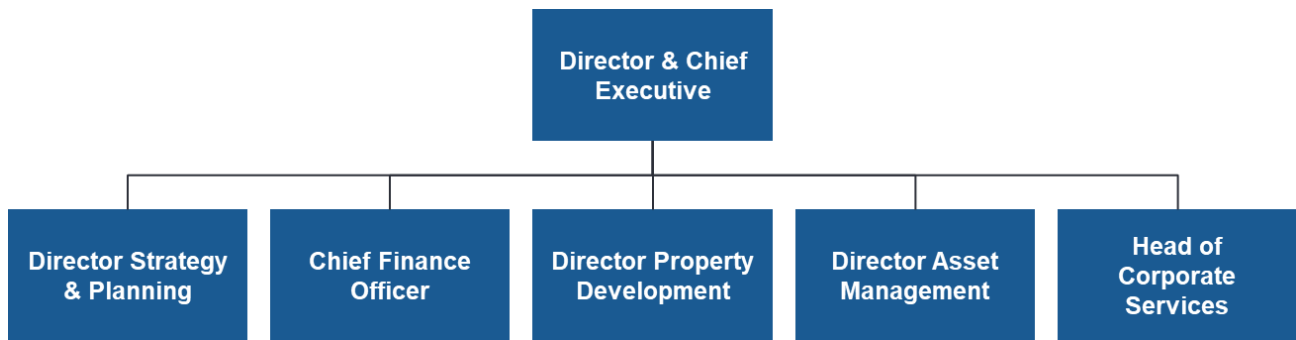 Director & Chief
Executive
Director Strategy
& Planning
Chief Finance
Officer
Director Property
Development
Director Asset
Management
Head of
Corporate
Services